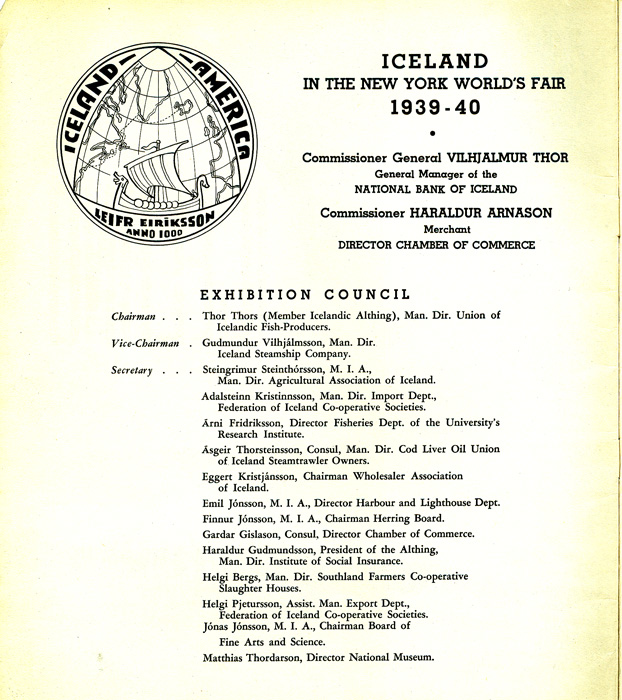 ICELAND — AMERICA
LEIFR EIRÍKSSON
ANNO 1000
ICELAND
IN THE NEW YORK WORLD'S FAIR
1939-40
•
Commissioner General VILHJALMUR THOR
General Manager of the
NATIONAL BANK OF ICELAND
Commissioner HARALDUR ARNASON
Merchant
DIRECTOR CHAMBER OF COMMERCE
EXHIBITION COUNCIL
Chairman . . . Thor Thors (Member Icelandic Althing), Man. Dir. Union of
Icelandic Fish-Producers.
Vice-Chairman . Gudmundur Vilhjálmsson, Man. Dir.
Iceland Steamship Company.
Secretary . . . Steingrimur Steinthórsson, M. I. A.,
Man. Dir. Agricultural Association of Iceland.
Adalsteinn Kristinnsson, Man. Dir. Import Dept.,
Federation of Iceland Co-operative Societies.
Árni Fridriksson, Director Fisheries Dept. of the University's
Research Institute.
Ásgeir Thorsteinsson, Consul, Man. Dir. Cod Liver Oil Union
of Iceland Steamtrawler Owners.
Eggert Kristjánsson, Chairman Wholesaler Association
of Iceland.
Emil Jónsson, M. I. A., Director Harbour and Lighthouse Dept.
Finnur Jónsson, M. I. A., Chairman Herring Board.
Gardar Gislason, Consul, Director Chamber of Commerce.
Haraldur Gudmundsson, President of the Althing,
Man. Dir. Institute of Social Insurance.
Helgi Bergs, Man. Dir. Southland Farmers Co-operative
Slaughter Houses.
Helgi Pjetursson, Assist. Man. Export Dept.,
Federation of Iceland Co-operative Societies.
Jónas Jónsson, M. I. A., Chairman Board of
Fine Arts and Science.
Matthias Thordarson, Director National Museum.